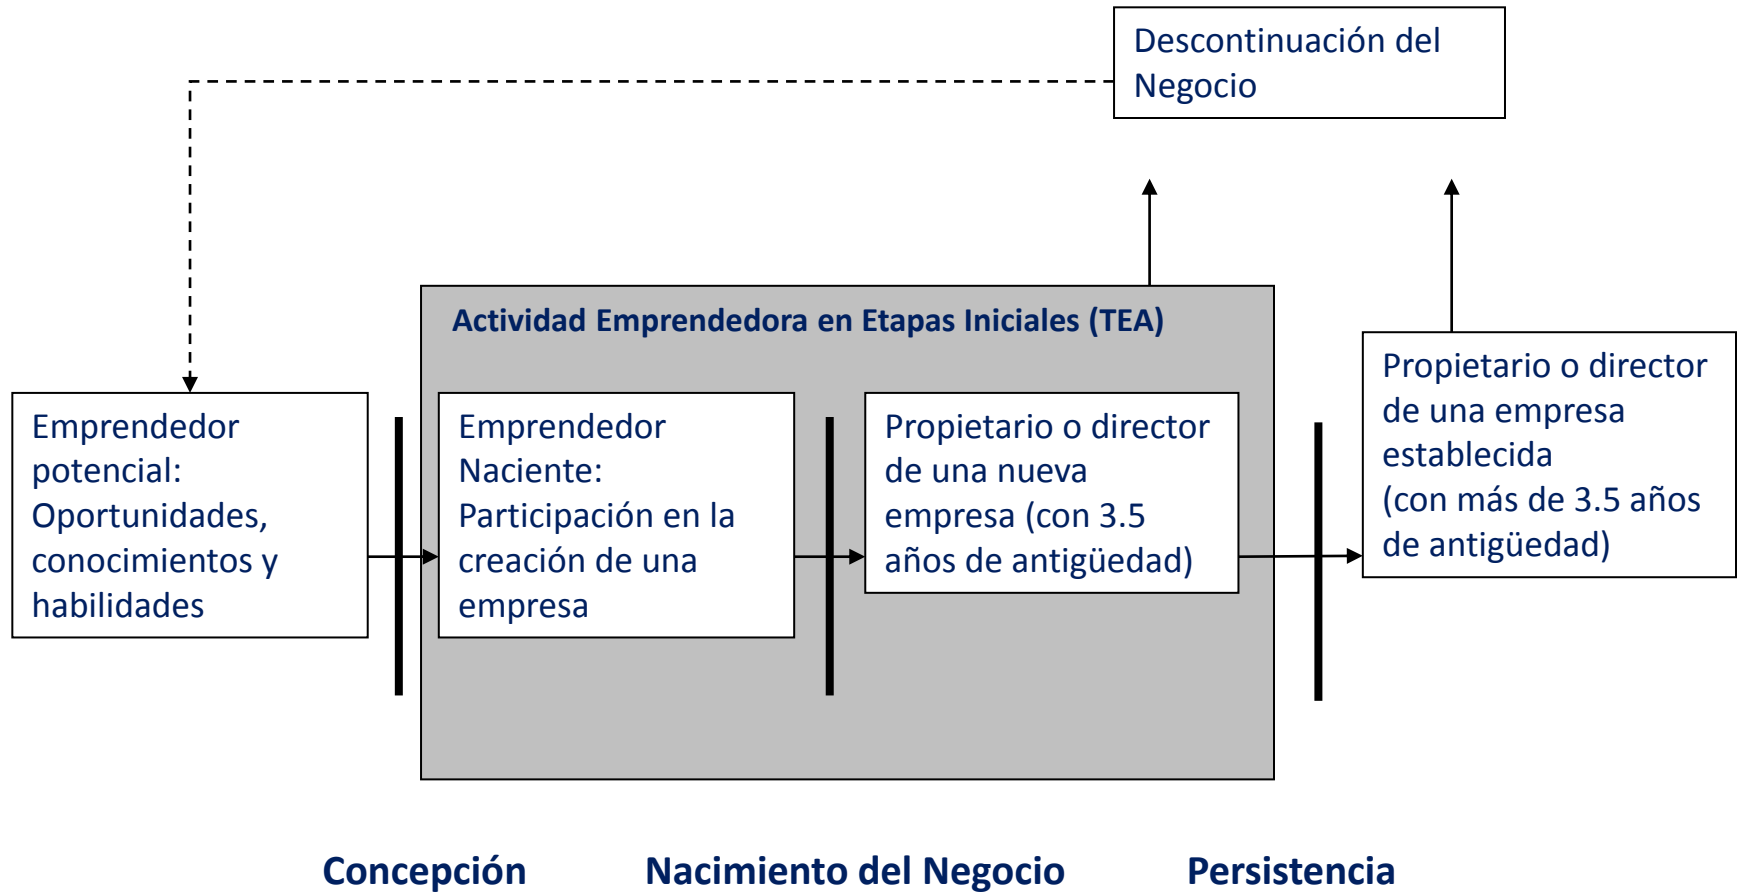 Descontinuación del
Negocio
Actividad Emprendedora en Etapas Iniciales (TEA)
Emprendedor
potencial:
Oportunidades,
conocimientos y
habilidades
Emprendedor
Naciente:
Participación en la
creación de una
empresa
Propietario o director
de una nueva
empresa (con 3.5
años de antigüedad)
Propietario o director
de una empresa
establecida
(con más de 3.5 años
de antigüedad)
Concepción
Nacimiento del Negocio
Persistencia